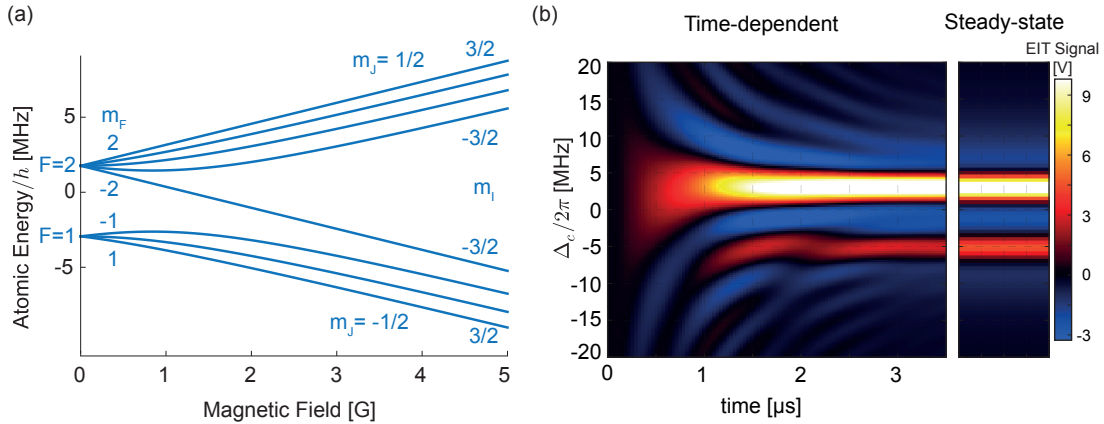 (a)
3/2
m_J= 1/2
m_F
2
F=2
-2
-1
F=1
1
-3/2
m_I
-3/2
m_J= -1/2
3/2
5
0
-5
Atomic Energy/h [MHz]
0 1 2 3 4 5
Magnetic Field [G]
(b)
Time-dependent
Steady-state
EIT Signal
[V]
20
15
10
5
0
-5
-10
-15
-20
Δ_c/2π [MHz]
0 1 2 3
time [μs]
9
6
3
0
-3